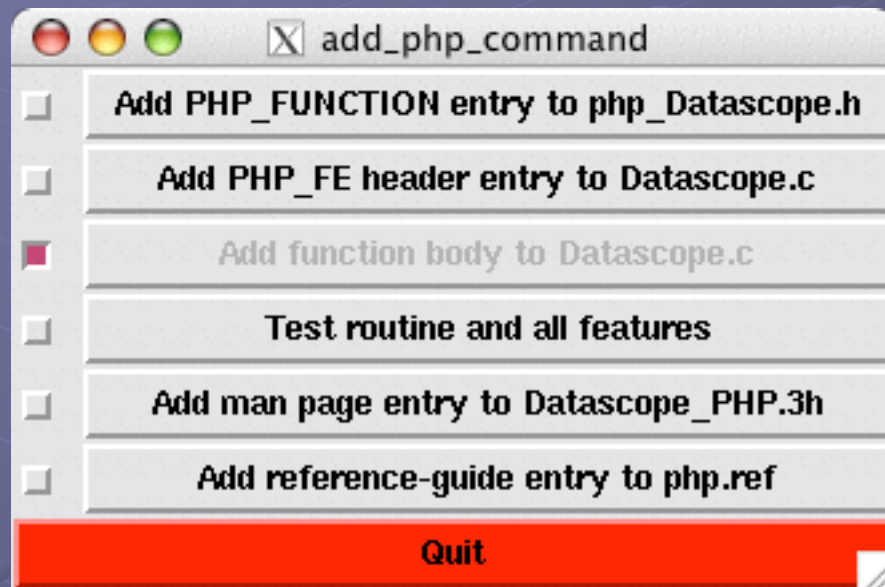 add_php_command
Add PHP_FUNCTION entry to php_Datascope.h
Add PHP_FE header entry to Datascope.c
Add function body to Datascope.c
Test routine and all features
Add man page entry to Datascope_PHP.3h
Add reference-guide entry to php.ref
Quit